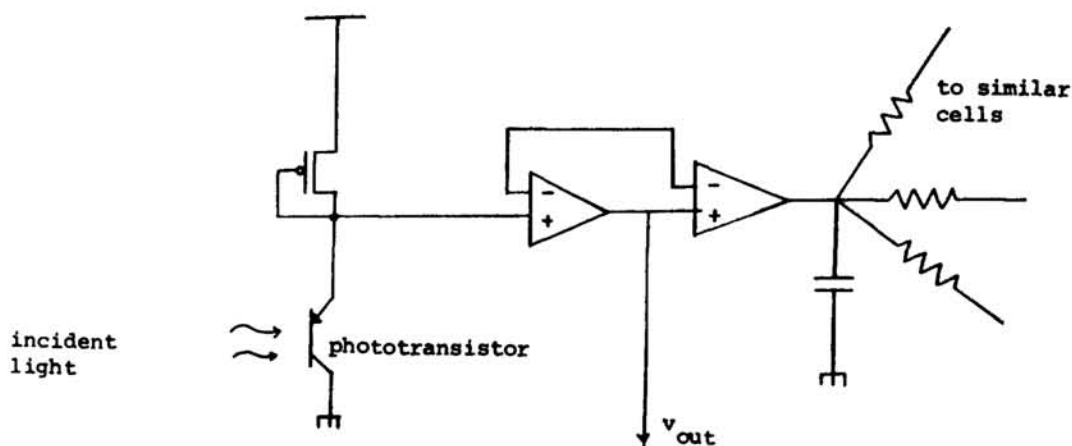 to similar
cells
-
+
-
+
incident
light
phototransistor
v out